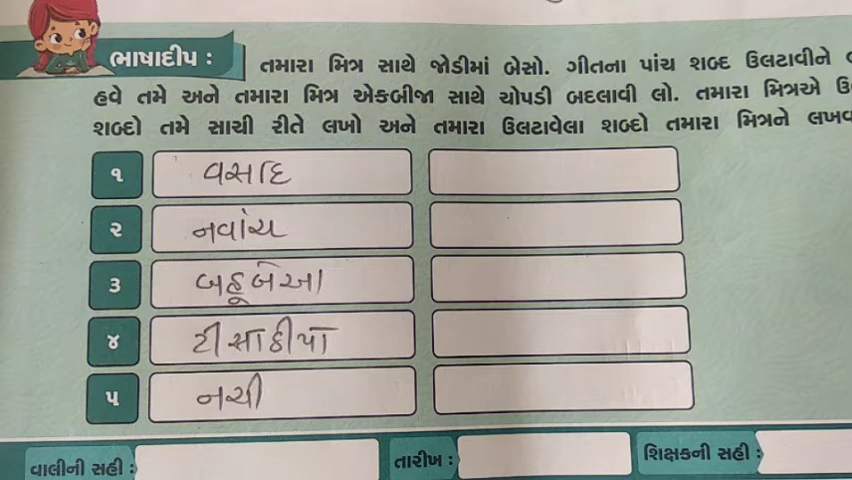 ભાષાદીપ :
તમારા મિત્ર સાથે જોડીમાં બેસો. ગીતના પાંચ શબ્દ ઉલટાવીને
હવે તમે અને તમારા મિત્ર એકબીજા સાથે ચોપડી બદલાવી લો. તમારા મિત્રએ
શબ્દો તમે સાચી રીતે લખો અને તમારા ઉલટાવેલા શબ્દો તમારા મિત્રને
૧ વસાદિ
૨ નવાંચ
૩ બહૂબેઆ
૪ ટીસાઠીપાઁ
૫ નચી
વાલીની સહી :
તારીખ :
શિક્ષકની સહી :